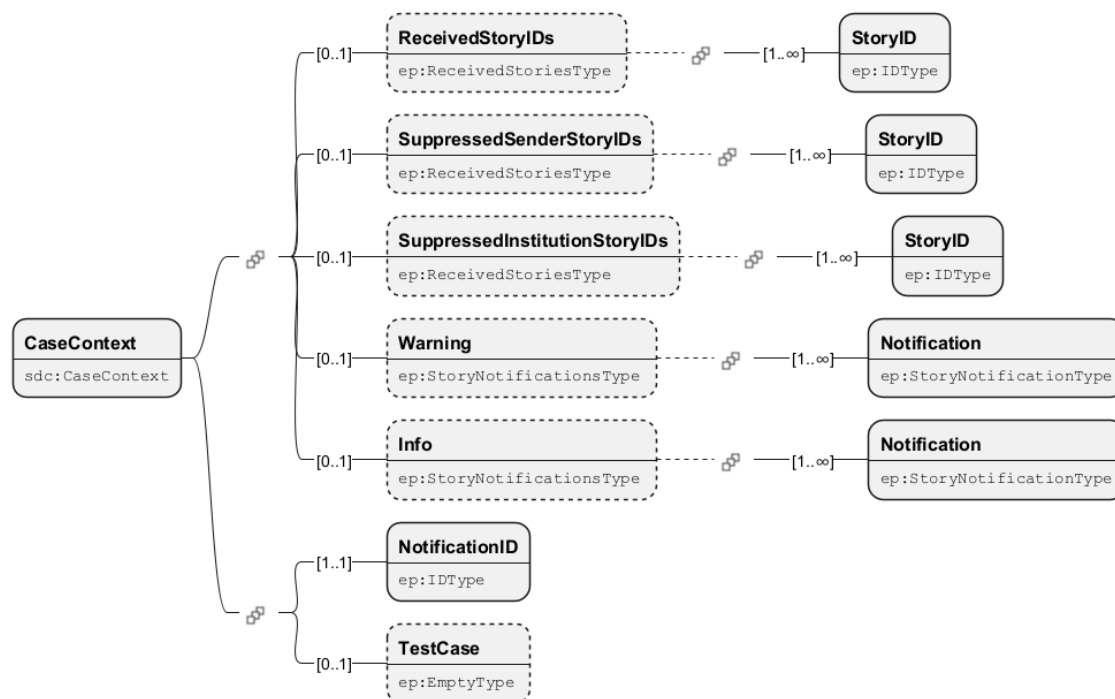 [0..1]
ReceivedStoryIDs
ep:ReceivedStoriesType
[1..∞]
StoryID
ep:IDType
[0..1]
SuppressedSenderStoryIDs
ep:ReceivedStoriesType
[1..∞]
StoryID
ep:IDType
[0..1]
SuppressedInstitutionStoryIDs
ep:ReceivedStoriesType
[1..∞]
StoryID
ep:IDType
CaseContext
sdc:CaseContext
[0..1]
Warning
ep:StoryNotificationsType
[1..∞]
Notification
ep:StoryNotificationType
[0..1]
Info
ep:StoryNotificationsType
[1..∞]
Notification
ep:StoryNotificationType
[1..1]
NotificationID
ep:IDType
[0..1]
TestCase
ep:EmptyType